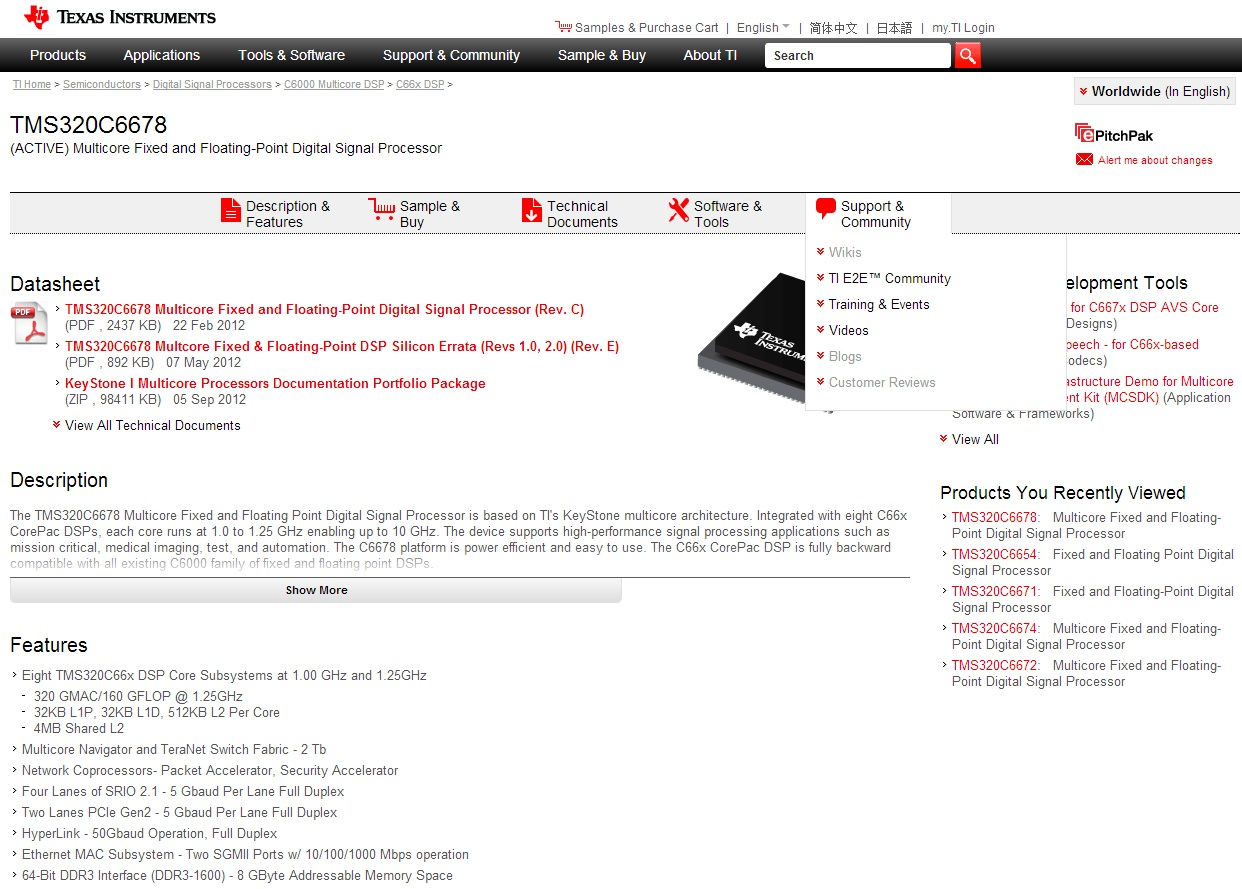 TEXAS INSTRUMENTS
Samples & Purchase Cart | English | 简体中文 | 日本語 | my.TI Login
Products Applications Tools & Software Support & Community Sample & Buy About TI Search
TI Home > Semiconductors > Digital Signal Processors > C6000 Multicore DSP > C66x DSP >
Worldwide (In English)
TMS320C6678
(ACTIVE) Multicore Fixed and Floating-Point Digital Signal Processor
ePitchPak
Alert me about changes
Description & Features
Sample & Buy
Technical Documents
Software & Tools
Support & Community
Wikis
TI E2E™ Community
Training & Events
Videos
Blogs
Customer Reviews
Datasheet
PDF
TMS320C6678 Multicore Fixed and Floating-Point Digital Signal Processor (Rev. C)
(PDF , 2437 KB) 22 Feb 2012
TMS320C6678 Multcore Fixed & Floating-Point DSP Silicon Errata (Revs 1.0, 2.0) (Rev. E)
(PDF , 892 KB) 07 May 2012
KeyStone I Multicore Processors Documentation Portfolio Package
(ZIP , 98411 KB) 05 Sep 2012
View All Technical Documents
TEXAS
INSTRUM
elopment Tools
for C667x DSP AVS Core
Designs)
peech - for C66x-based
odecs)
astructure Demo for Multicore
ent Kit (MCSDK) (Application
Software & Frameworks)
View All
Description
The TMS320C6678 Multicore Fixed and Floating Point Digital Signal Processor is based on TI's KeyStone multicore architecture. Integrated with eight C66x
CorePac DSPs, each core runs at 1.0 to 1.25 GHz enabling up to 10 GHz. The device supports high-performance signal processing applications such as
mission critical, medical imaging, test, and automation. The C6678 platform is power efficient and easy to use. The C66x CorePac DSP is fully backward
compatible with all existing C6000 family of fixed and floating point DSPs.
Show More
Products You Recently Viewed
TMS320C6678: Multicore Fixed and Floating-
Point Digital Signal Processor
TMS320C6654: Fixed and Floating Point Digital
Signal Processor
TMS320C6671: Fixed and Floating-Point Digital
Signal Processor
TMS320C6674: Multicore Fixed and Floating-
Point Digital Signal Processor
TMS320C6672: Multicore Fixed and Floating-
Point Digital Signal Processor
Features
Eight TMS320C66x DSP Core Subsystems at 1.00 GHz and 1.25GHz
- 320 GMAC/160 GFLOP @ 1.25GHz
- 32KB L1P, 32KB L1D, 512KB L2 Per Core
- 4MB Shared L2
Multicore Navigator and TeraNet Switch Fabric - 2 Tb
Network Coprocessors- Packet Accelerator, Security Accelerator
Four Lanes of SRIO 2.1 - 5 Gbaud Per Lane Full Duplex
Two Lanes PCIe Gen2 - 5 Gbaud Per Lane Full Duplex
HyperLink - 50Gbaud Operation, Full Duplex
Ethernet MAC Subsystem - Two SGMII Ports w/ 10/100/1000 Mbps operation
64-Bit DDR3 Interface (DDR3-1600) - 8 GByte Addressable Memory Space